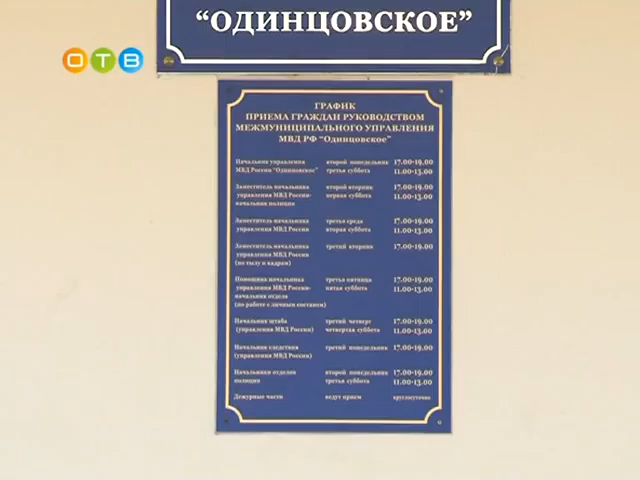 "ОДИНЦОВСКОЕ"
ОТВ
ГРАФИК
ПРИЕМА ГРАЖДАН РУКОВОДСТВОМ
МЕЖМУНИЦИПАЛЬНОГО УПРАВЛЕНИЯ
МВД РФ "Одинцовское"
Начальник управления второй понедельник 17.00-19.00
МВД России "Одинцовское" третья суббота 11.00-13.00
Заместитель начальника второй вторник 17.00-19.00
управления МВД России- первая суббота 11.00-13.00
начальник полиции
Заместитель начальника третья среда 17.00-19.00
управления МВД России вторая суббота 11.00-13.00
Заместитель начальника третий вторник 17.00-19.00
управления МВД России
(по тылу и кадрам)
Помощник начальника третья пятница 17.00-19.00
управления МВД России- пятая суббота 11.00-13.00
начальник отдела
(по работе с личным составом)
Начальник штаба третий четверг 17.00-19.00
(управления МВД России) четвертая суббота 11.00-13.00
Начальник следствия третий понедельник 17.00-19.00
(управления МВД России)
Начальники отделов второй понедельник 17.00-19.00
полиции третья суббота 11.00-13.00
Дежурные части ведут прием круглосуточно